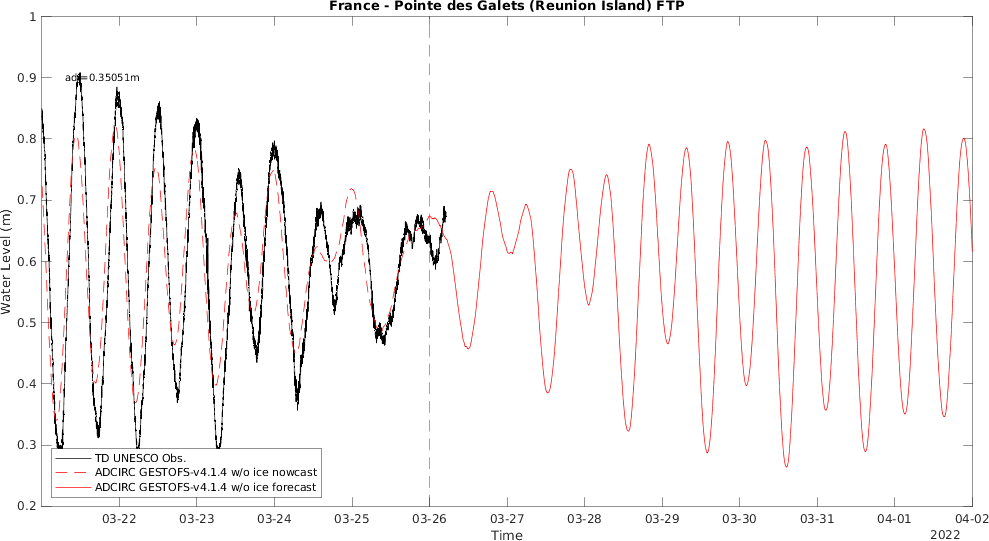 France - Pointe des Galets (Reunion Island) FTP
1
0.9
0.8
0.7
0.6
0.5
0.4
0.3
0.2
Water Level (m)
adj=0.35051m
TD UNESCO Obs.
ADCIRC GESTOFS-v4.1.4 w/o ice nowcast
ADCIRC GESTOFS-v4.1.4 w/o ice forecast
03-22 03-23 03-24 03-25 03-26 03-27 03-28 03-29 03-30 03-31 04-01 04-02
Time
2022